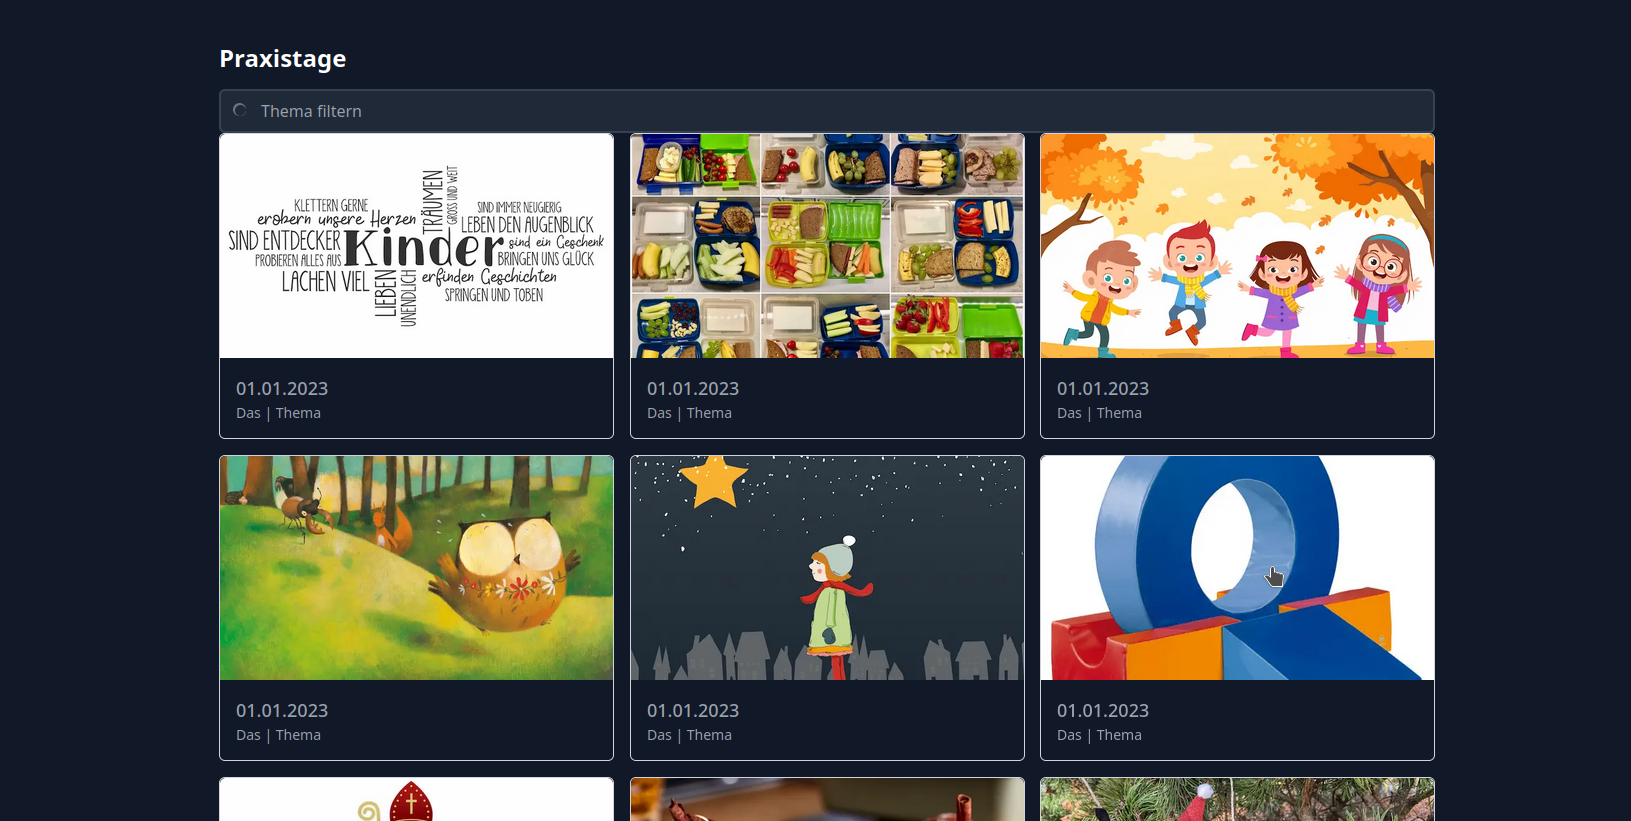 Praxistage
Thema filtern
KLETTERN GERNE
erobern unsere Herzen
SIND ENTDECKER
PROBIEREN ALLES AUS
LACHEN VIEL
Kinder
TRÄUMEN
GROSS UND WEIT
SIND IMMER NEUGIERIG
LEBEN DEN AUGENBLICK
sind ein Geschenk
BRINGEN UNS GLÜCK
erfinden Geschichten
SPRINGEN UND TOBEN
LIEBEN
UNENDLICH
01.01.2023
Das | Thema
01.01.2023
Das | Thema
01.01.2023
Das | Thema
01.01.2023
Das | Thema
01.01.2023
Das | Thema
01.01.2023
Das | Thema